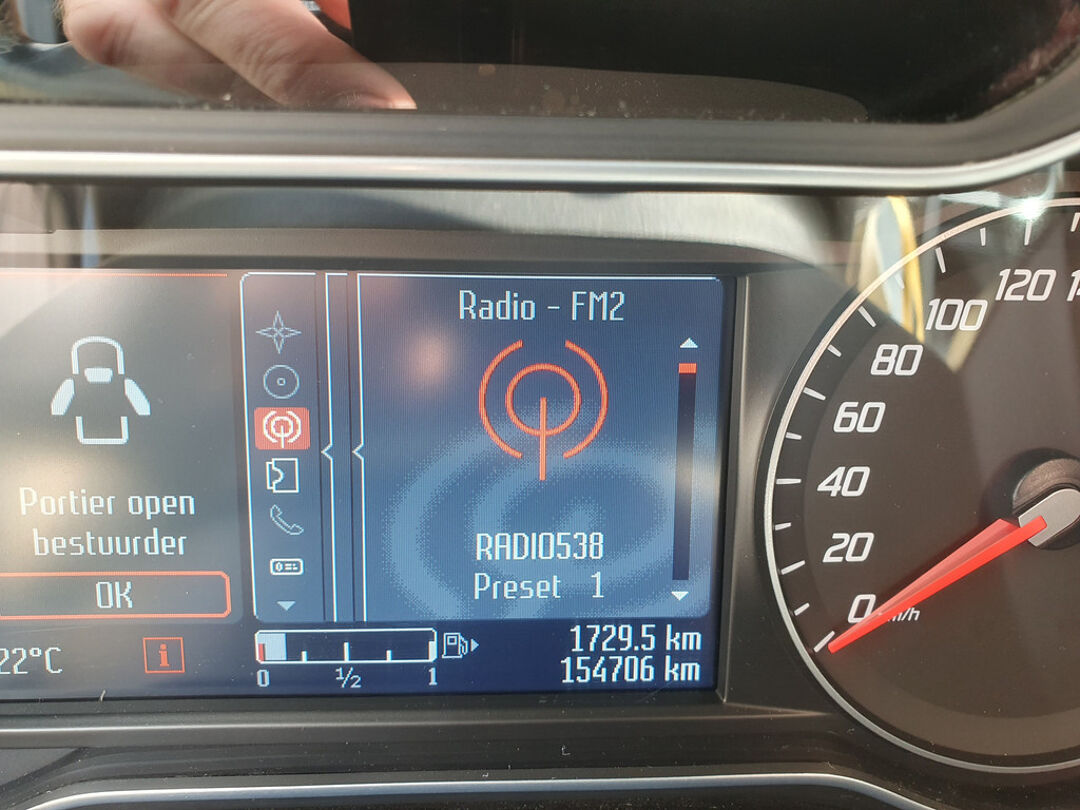 Radio - FM2
Portier open
bestuurder
OK
RADIO538
Preset 1
22°C
i
0
1/2
1
1729.5 km
154706 km
0
20
40
60
80
100
120